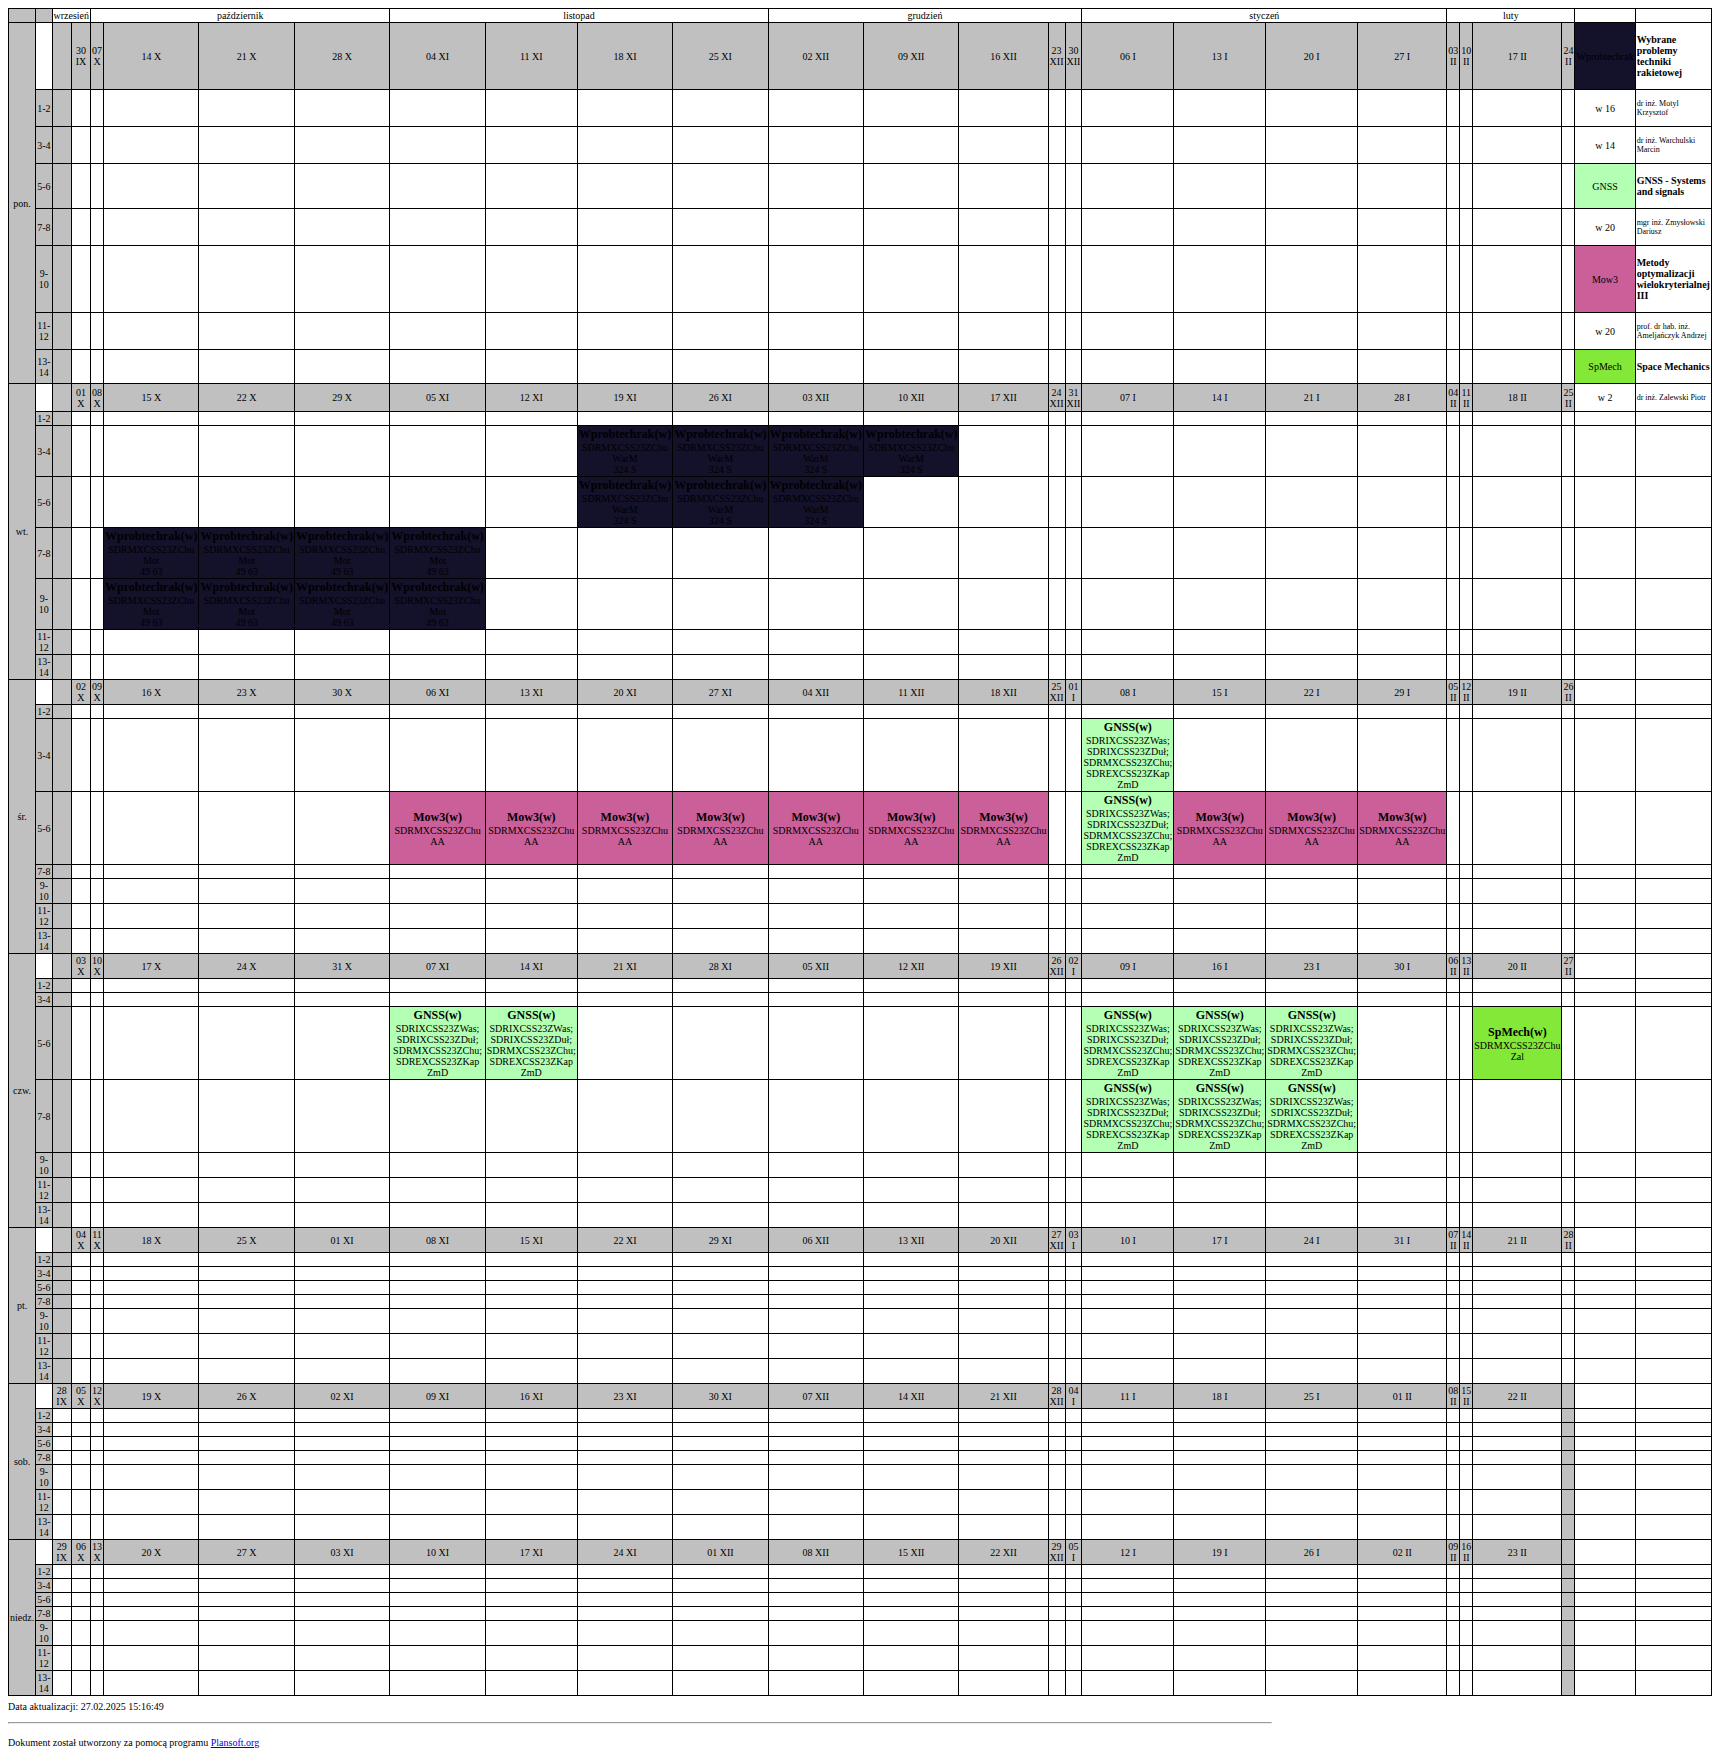 wrzesień październik listopad grudzień styczeń luty
pon. 30 IX 07 X 14 X 21 X 28 X 04 XI 11 XI 18 XI 25 XI 02 XII 09 XII 16 XII 23 XII 30 XII 06 I 13 I 20 I 27 I 03 II 10 II 17 II 24 II Wprobtechrak Wybrane problemy techniki rakietowej
1-2 w 16 dr inż. Motyl Krzysztof
3-4 w 14 dr inż. Warchulski Marcin
5-6 GNSS GNSS - Systems and signals
7-8 w 20 mgr inż. Zmysłowski Dariusz
9-10 Mow3 Metody optymalizacji wielokryterialnej III
11-12 w 20 prof. dr hab. inż. Ameljańczyk Andrzej
13-14 SpMech Space Mechanics
wt. 01 X 08 X 15 X 22 X 29 X 05 XI 12 XI 19 XI 26 XI 03 XII 10 XII 17 XII 24 XII 31 XII 07 I 14 I 21 I 28 I 04 II 11 II 18 II 25 II w 2 dr inż. Zalewski Piotr
1-2
3-4 Wprobtechrak(w) Wprobtechrak(w) Wprobtechrak(w) Wprobtechrak(w)
SDRMXCSS23ZChu SDRMXCSS23ZChu SDRMXCSS23ZChu SDRMXCSS23ZChu
WarM WarM WarM WarM
324 S 324 S 324 S 324 S
5-6 Wprobtechrak(w) Wprobtechrak(w) Wprobtechrak(w)
SDRMXCSS23ZChu SDRMXCSS23ZChu SDRMXCSS23ZChu
WarM WarM WarM
324 S 324 S 324 S
7-8 Wprobtechrak(w) Wprobtechrak(w) Wprobtechrak(w) Wprobtechrak(w)
SDRMXCSS23ZChu SDRMXCSS23ZChu SDRMXCSS23ZChu SDRMXCSS23ZChu
Mot Mot Mot Mot
49 63 49 63 49 63 49 63
9-10 Wprobtechrak(w) Wprobtechrak(w) Wprobtechrak(w) Wprobtechrak(w)
SDRMXCSS23ZChu SDRMXCSS23ZChu SDRMXCSS23ZChu SDRMXCSS23ZChu
Mot Mot Mot Mot
49 63 49 63 49 63 49 63
11-12
13-14
śr. 02 X 09 X 16 X 23 X 30 X 06 XI 13 XI 20 XI 27 XI 04 XII 11 XII 18 XII 25 XII 01 I 08 I 15 I 22 I 29 I 05 II 12 II 19 II 26 II
1-2
3-4 GNSS(w)
SDRIXCSS23ZWas;
SDRIXCSS23ZDuł;
SDRMXCSS23ZChu;
SDREXCSS23ZKap
ZmD
5-6 Mow3(w) Mow3(w) Mow3(w) Mow3(w) Mow3(w) Mow3(w) Mow3(w) GNSS(w) Mow3(w) Mow3(w) Mow3(w)
SDRMXCSS23ZChu SDRMXCSS23ZChu SDRMXCSS23ZChu SDRMXCSS23ZChu SDRMXCSS23ZChu SDRMXCSS23ZChu SDRMXCSS23ZChu SDRIXCSS23ZWas; SDRMXCSS23ZChu SDRMXCSS23ZChu SDRMXCSS23ZChu
AA AA AA AA AA AA AA SDRIXCSS23ZDuł; AA AA AA
SDRMXCSS23ZChu;
SDREXCSS23ZKap
ZmD
7-8
9-10
11-12
13-14
czw. 03 X 10 X 17 X 24 X 31 X 07 XI 14 XI 21 XI 28 XI 05 XII 12 XII 19 XII 26 XII 02 I 09 I 16 I 23 I 30 I 06 II 13 II 20 II 27 II
1-2
3-4
5-6 GNSS(w) GNSS(w) GNSS(w) GNSS(w) GNSS(w) SpMech(w)
SDRIXCSS23ZWas; SDRIXCSS23ZWas; SDRIXCSS23ZWas; SDRIXCSS23ZWas; SDRIXCSS23ZWas; SDRMXCSS23ZChu
SDRIXCSS23ZDuł; SDRIXCSS23ZDuł; SDRIXCSS23ZDuł; SDRIXCSS23ZDuł; SDRIXCSS23ZDuł; Zal
SDRMXCSS23ZChu; SDRMXCSS23ZChu; SDRMXCSS23ZChu; SDRMXCSS23ZChu; SDRMXCSS23ZChu;
SDREXCSS23ZKap SDREXCSS23ZKap SDREXCSS23ZKap SDREXCSS23ZKap SDREXCSS23ZKap
ZmD ZmD ZmD ZmD ZmD
7-8 GNSS(w) GNSS(w) GNSS(w)
SDRIXCSS23ZWas; SDRIXCSS23ZWas; SDRIXCSS23ZWas;
SDRIXCSS23ZDuł; SDRIXCSS23ZDuł; SDRIXCSS23ZDuł;
SDRMXCSS23ZChu; SDRMXCSS23ZChu; SDRMXCSS23ZChu;
SDREXCSS23ZKap SDREXCSS23ZKap SDREXCSS23ZKap
ZmD ZmD ZmD
9-10
11-12
13-14
pt. 04 X 11 X 18 X 25 X 01 XI 08 XI 15 XI 22 XI 29 XI 06 XII 13 XII 20 XII 27 XII 03 I 10 I 17 I 24 I 31 I 07 II 14 II 21 II 28 II
1-2
3-4
5-6
7-8
9-10
11-12
13-14
sob. 28 IX 05 X 12 X 19 X 26 X 02 XI 09 XI 16 XI 23 XI 30 XI 07 XII 14 XII 21 XII 28 XII 04 I 11 I 18 I 25 I 01 II 08 II 15 II 22 II
1-2
3-4
5-6
7-8
9-10
11-12
13-14
niedz. 29 IX 06 X 13 X 20 X 27 X 03 XI 10 XI 17 XI 24 XI 01 XII 08 XII 15 XII 22 XII 29 XII 05 I 12 I 19 I 26 I 02 II 09 II 16 II 23 II
1-2
3-4
5-6
7-8
9-10
11-12
13-14
Data aktualizacji: 27.02.2025 15:16:49
Dokument został utworzony za pomocą programu Plansoft.org